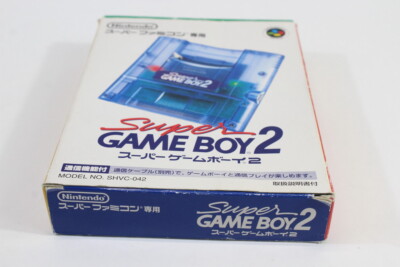 Nintendo
スーパーファミコン専用
Super
GAME BOY 2
スーパーゲームボーイ2
通信機能付 通信ケーブル(別売)で、ゲームボーイと通信プレイが楽しめます。
MODEL NO. SHVC-042 取扱説明書付
Nintendo
スーパーファミコン専用
Super
GAME BOY 2
スーパーゲームボーイ2